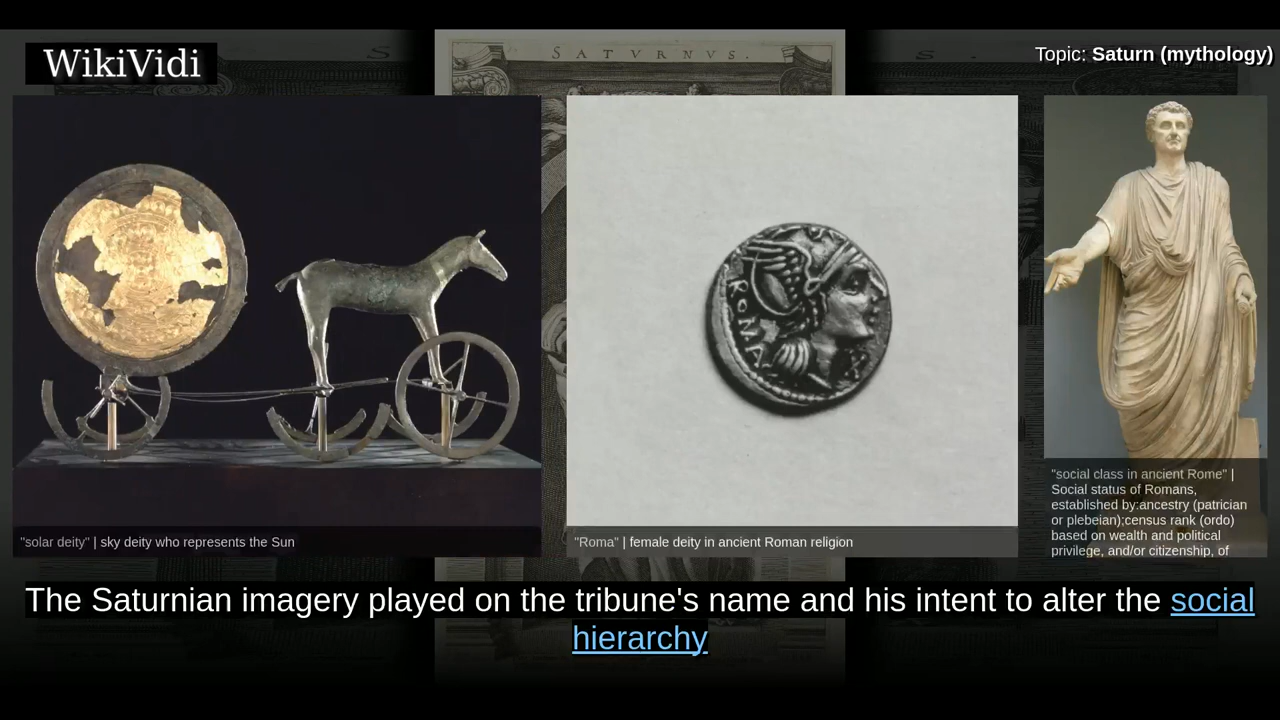 SATVRNVS.
S
S .
WikiVidi
Topic: Saturn (mythology)
ROMA
X
"solar deity" | sky deity who represents the Sun
"Roma" | female deity in ancient Roman religion
"social class in ancient Rome" |
Social status of Romans,
established by:ancestry (patrician
or plebeian);census rank (ordo)
based on wealth and political
privilege, and/or citizenship, of
The Saturnian imagery played on the tribune's name and his intent to alter the social
hierarchy